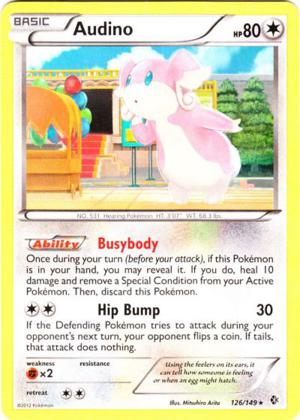 BASIC
Audino
HP80
NO. 531 Hearing Pokémon HT. 3'07" WT. 68.3 lbs.
Ability Busybody
Once during your turn (before your attack), if this Pokémon
is in your hand, you may reveal it. If you do, heal 10
damage and remove a Special Condition from your Active
Pokémon. Then, discard this Pokémon.
Hip Bump 30
If the Defending Pokémon tries to attack during your
opponent's next turn, your opponent flips a coin. If tails,
that attack does nothing.
weakness resistance
×2
retreat
Using the feelers on its ears, it
can tell how someone is feeling
or when an egg might hatch.
Illus. Mitsuhiro Arita
126/149
©2012 Pokémon